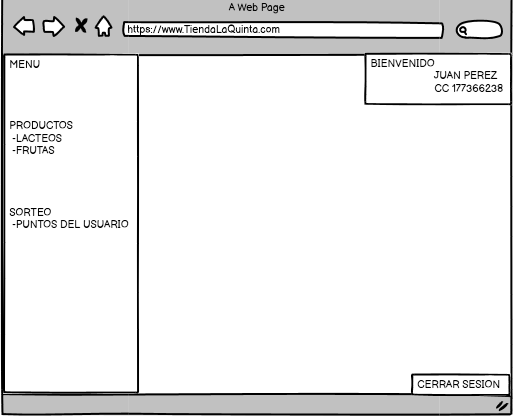 A Web Page
https://www.TiendaLaQuinta.com
MENU
BIENVENIDO
JUAN PEREZ
CC 177366238
PRODUCTOS
-LACTEOS
-FRUTAS
SORTEO
-PUNTOS DEL USUARIO
CERRAR SESION